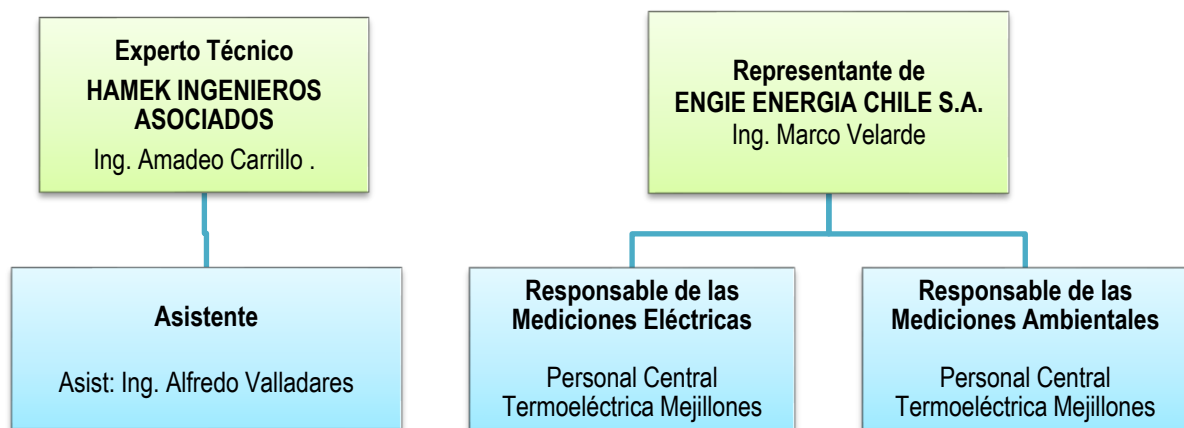 Experto Técnico
HAMEK INGENIEROS
ASOCIADOS
Ing. Amadeo Carrillo .
Representante de
ENGIE ENERGIA CHILE S.A.
Ing. Marco Velarde
Asistente
Asist: Ing. Alfredo Valladares
Responsable de las
Mediciones Eléctricas
Personal Central
Termoeléctrica Mejillones
Responsable de las
Mediciones Ambientales
Personal Central
Termoeléctrica Mejillones